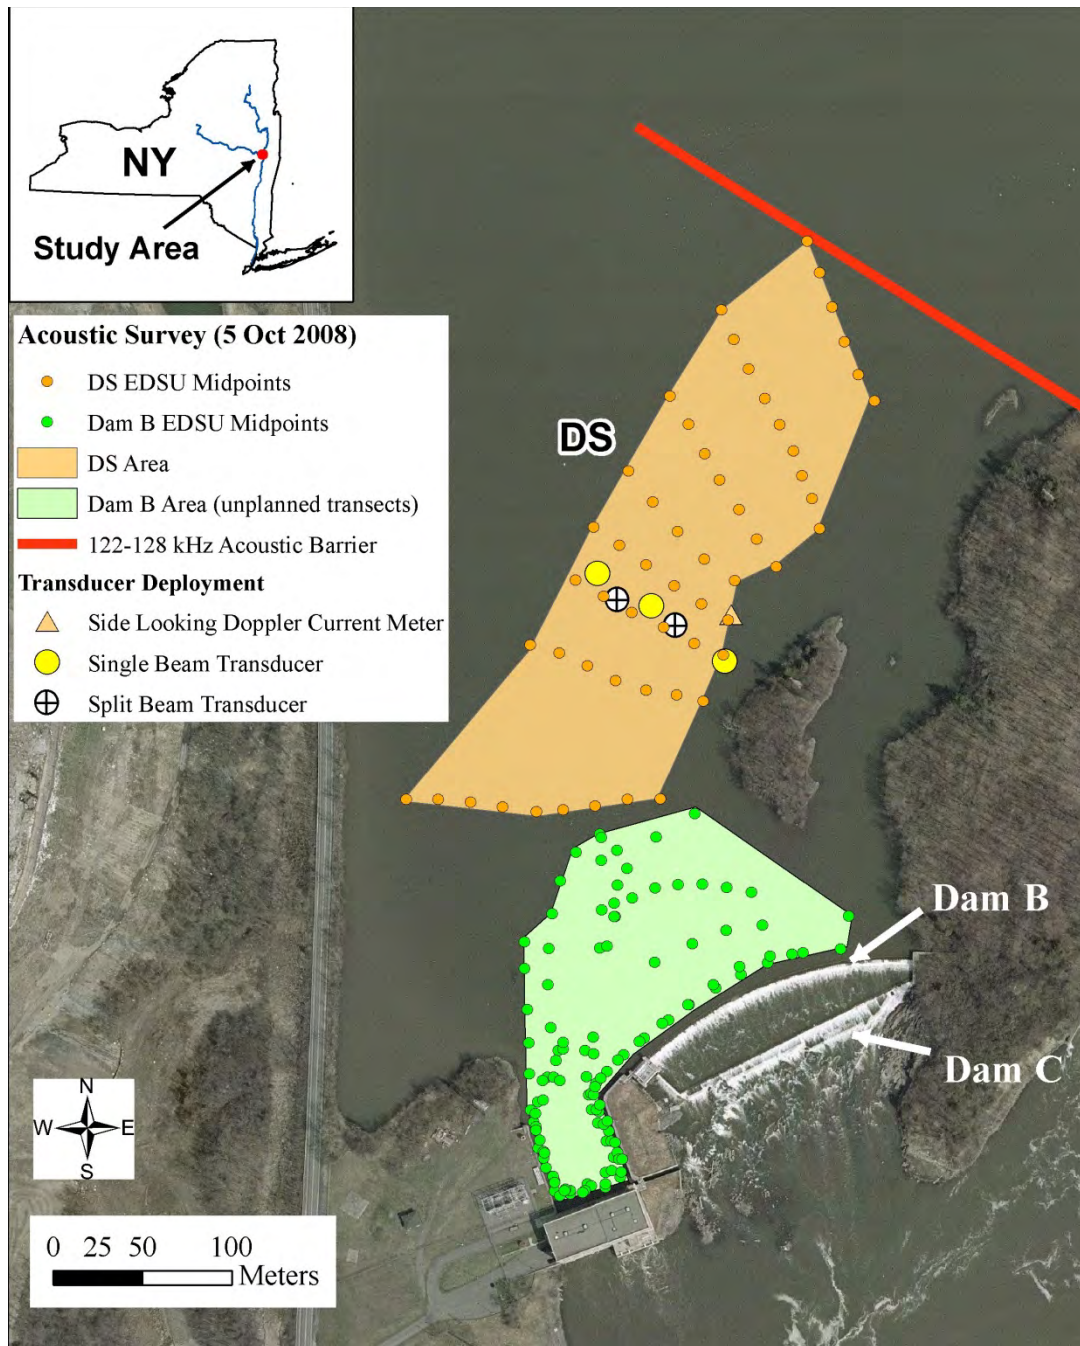 NY
Study Area
Acoustic Survey (5 Oct 2008)
DS EDSU Midpoints
Dam B EDSU Midpoints
DS Area
Dam B Area (unplanned transects)
122-128 kHz Acoustic Barrier
Transducer Deployment
Side Looking Doppler Current Meter
Single Beam Transducer
Split Beam Transducer
DS
Dam B
Dam C
N
W E
S
0 25 50 100
Meters